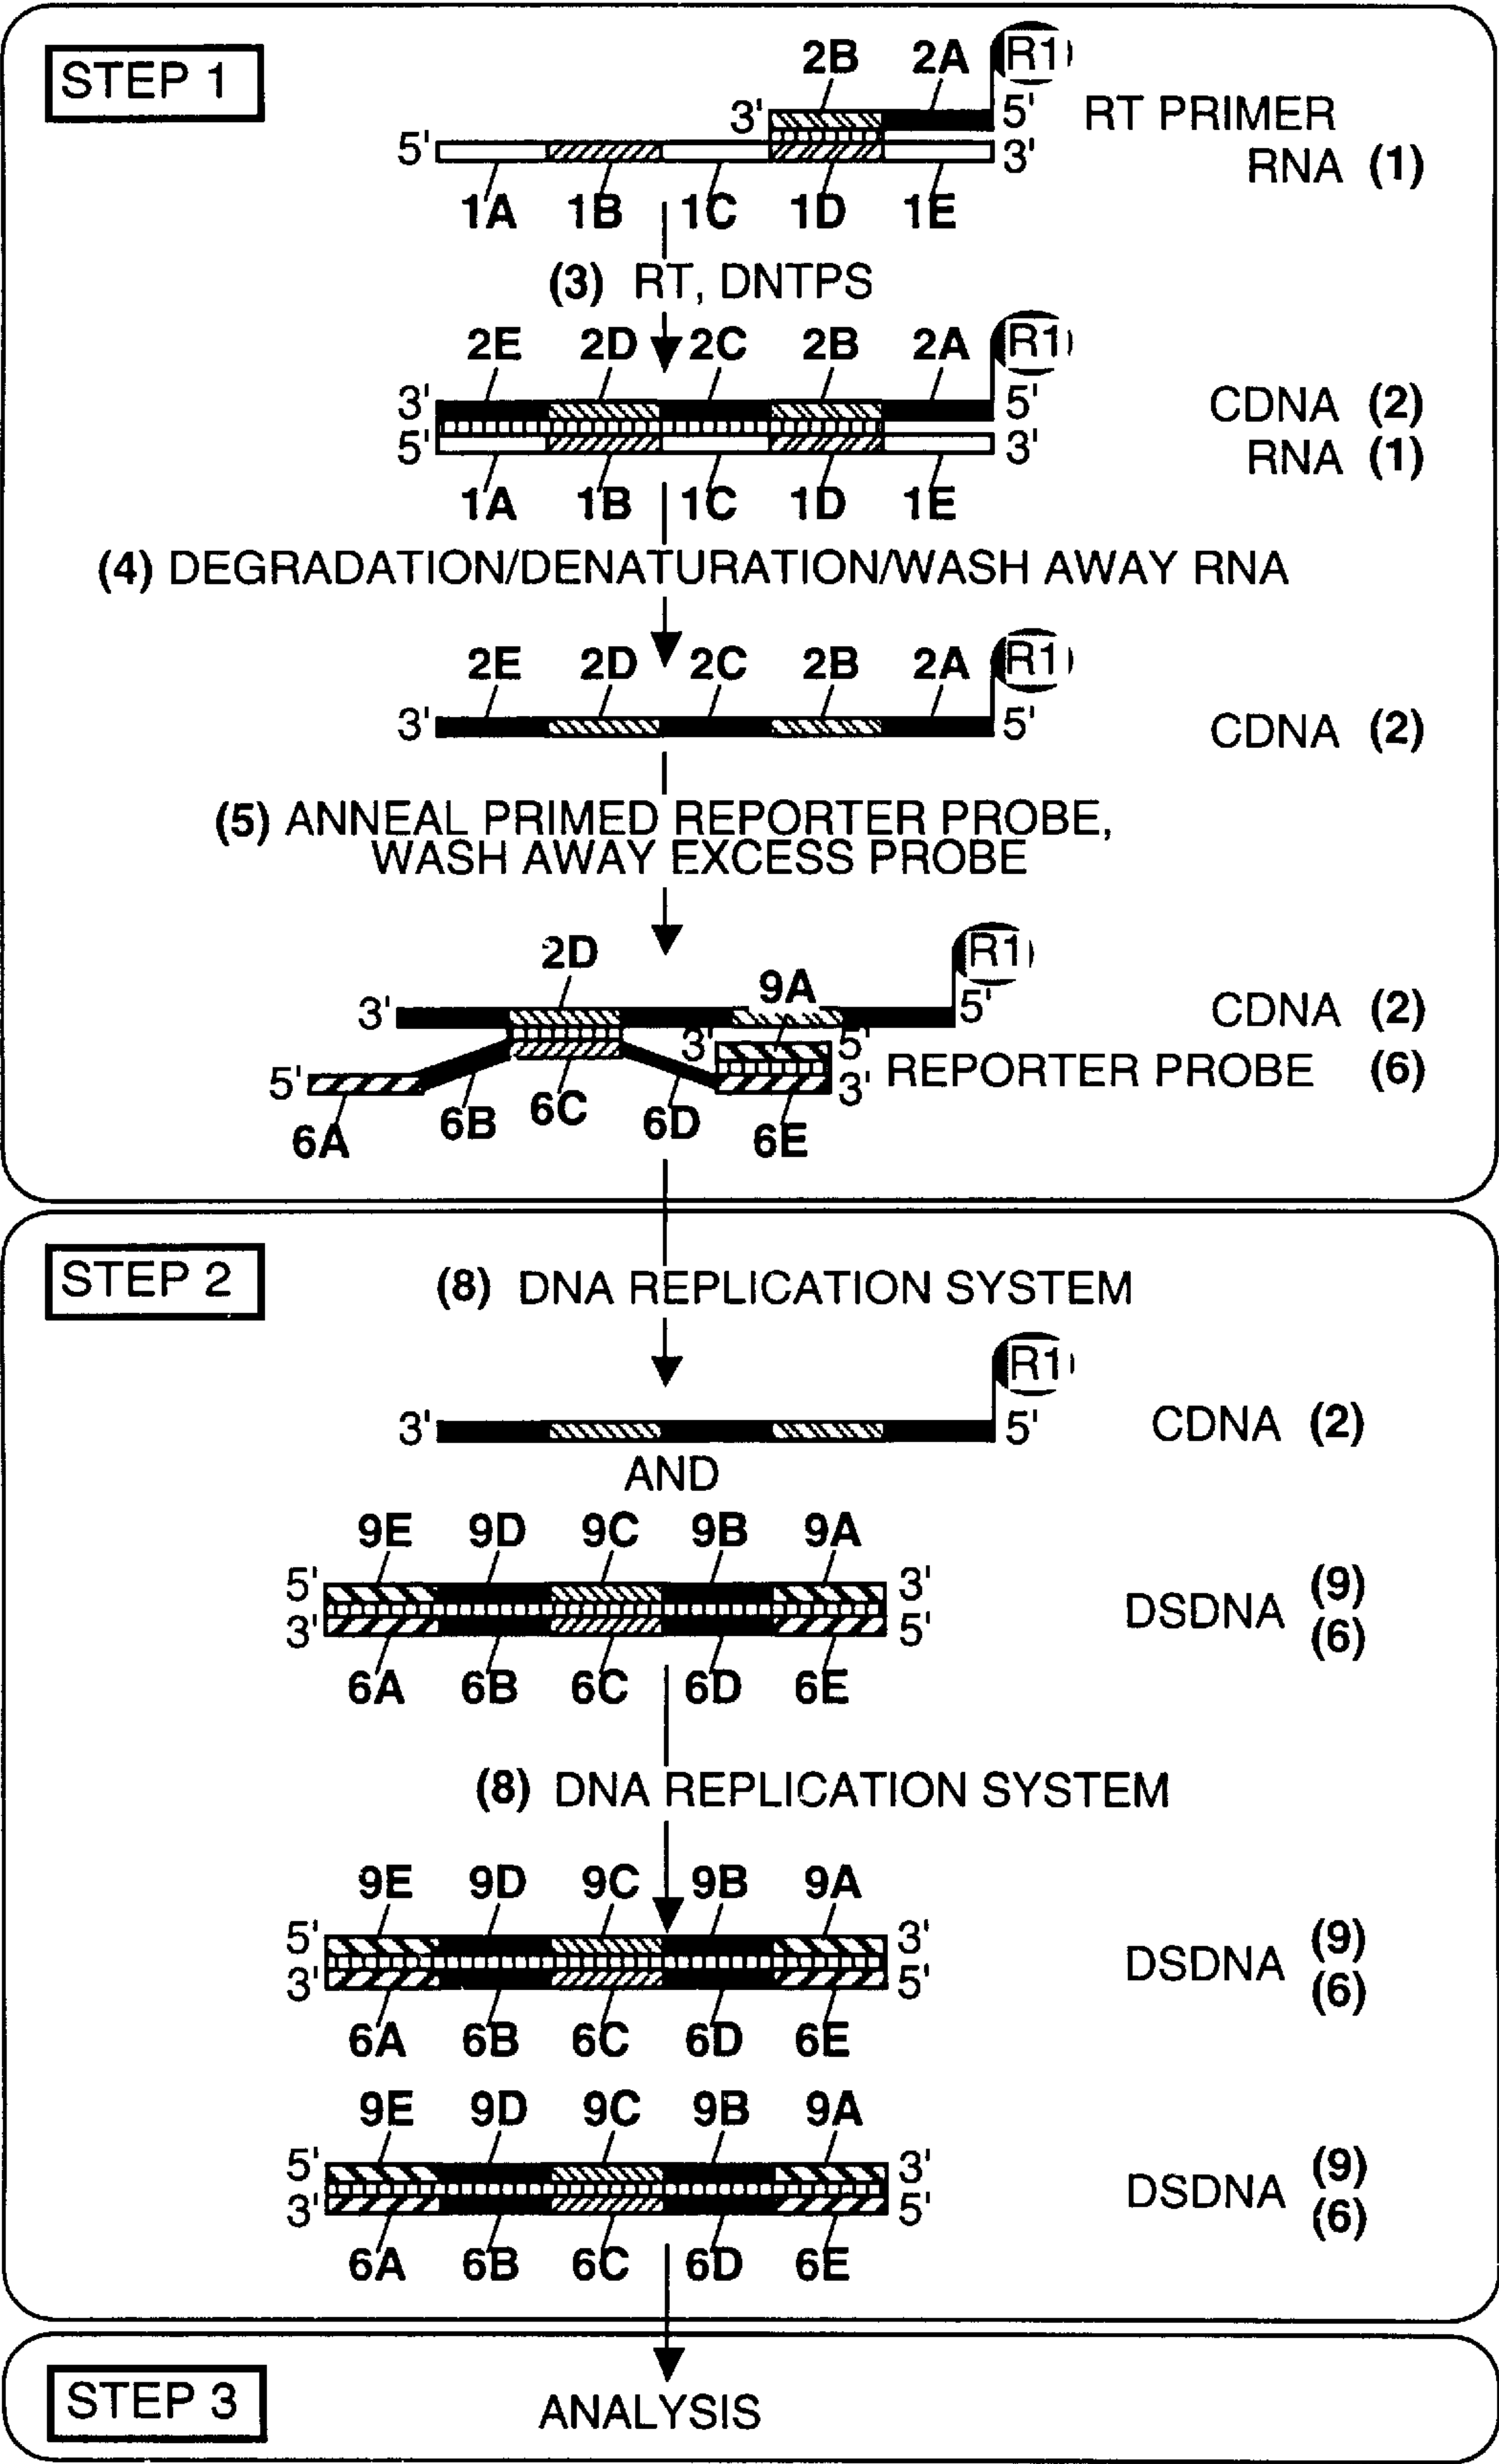 STEP 1
2B 2A R1
3' 5' RT PRIMER
5' 3' RNA (1)
1A 1B 1C 1D 1E
(3) RT, DNTPS
2E 2D 2C 2B 2A R1
3' 5' CDNA (2)
5' 3' RNA (1)
1A 1B 1C 1D 1E
(4) DEGRADATION/DENATURATION/WASH AWAY RNA
2E 2D 2C 2B 2A R1
3' 5' CDNA (2)
(5) ANNEAL PRIMED REPORTER PROBE,
WASH AWAY EXCESS PROBE
2D 9A R1
3' 5' CDNA (2)
3' 5'
5' 3' REPORTER PROBE (6)
6A 6B 6C 6D 6E
STEP 2
(8) DNA REPLICATION SYSTEM
R1
3' 5' CDNA (2)
AND
9E 9D 9C 9B 9A
5' 3' (9)
DSDNA
3' 5' (6)
6A 6B 6C 6D 6E
(8) DNA REPLICATION SYSTEM
9E 9D 9C 9B 9A
5' 3' (9)
DSDNA
3' 5' (6)
6A 6B 6C 6D 6E
9E 9D 9C 9B 9A
5' 3' (9)
DSDNA
3' 5' (6)
6A 6B 6C 6D 6E
STEP 3
ANALYSIS